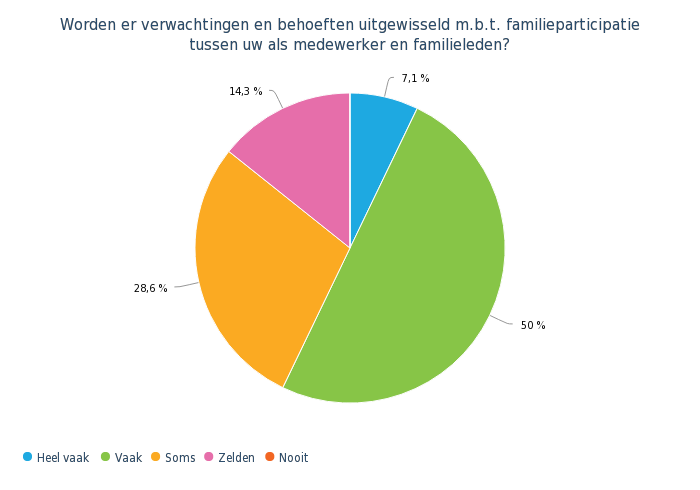 Worden er verwachtingen en behoeften uitgewisseld m.b.t. familieparticipatie
tussen uw als medewerker en familieleden?
14,3 %
7,1 %
28,6 %
50 %
Heel vaak Vaak Soms Zelden Nooit